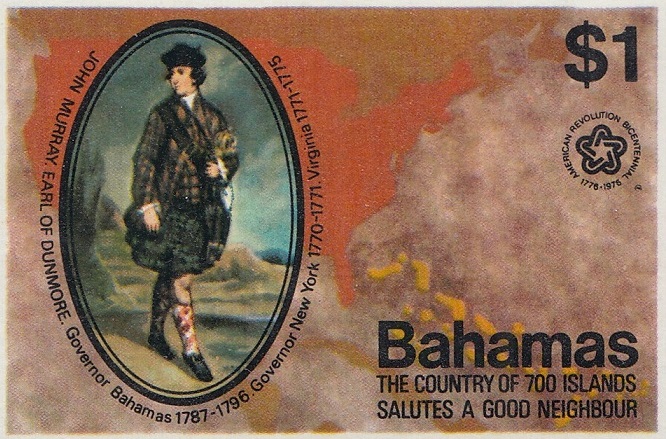 $1
AMERICAN REVOLUTION BICENTENNIAL
1776-1976
JOHN MURRAY. EARL OF DUNMORE. Governor Bahamas 1787-1796. Governor New York 1770-1771. Virginia 1771-1775
Bahamas
THE COUNTRY OF 700 ISLANDS
SALUTES A GOOD NEIGHBOUR